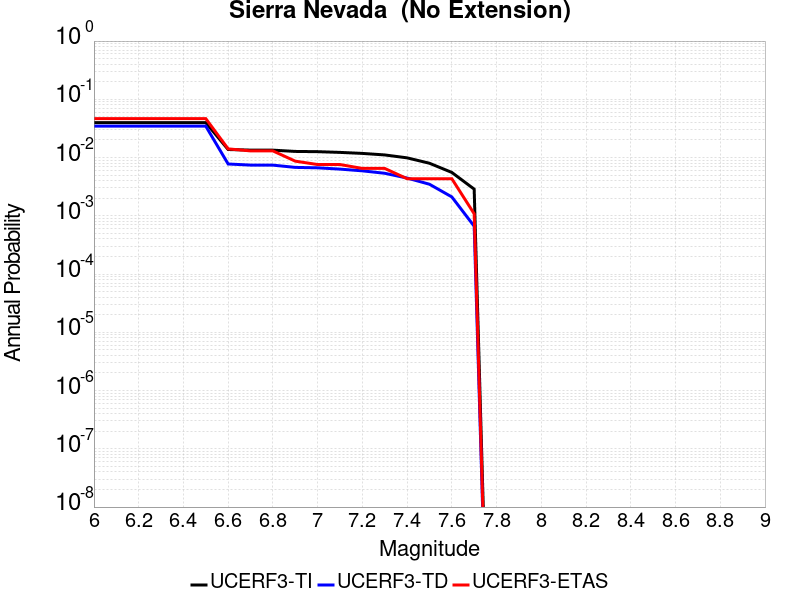 Sierra Nevada  (No Extension)
10^0
10^-1
10^-2
10^-3
10^-4
10^-5
10^-6
10^-7
10^-8
Annual Probability
6 6.2 6.4 6.6 6.8 7 7.2 7.4 7.6 7.8 8 8.2 8.4 8.6 8.8 9
Magnitude
UCERF3-TI UCERF3-TD UCERF3-ETAS